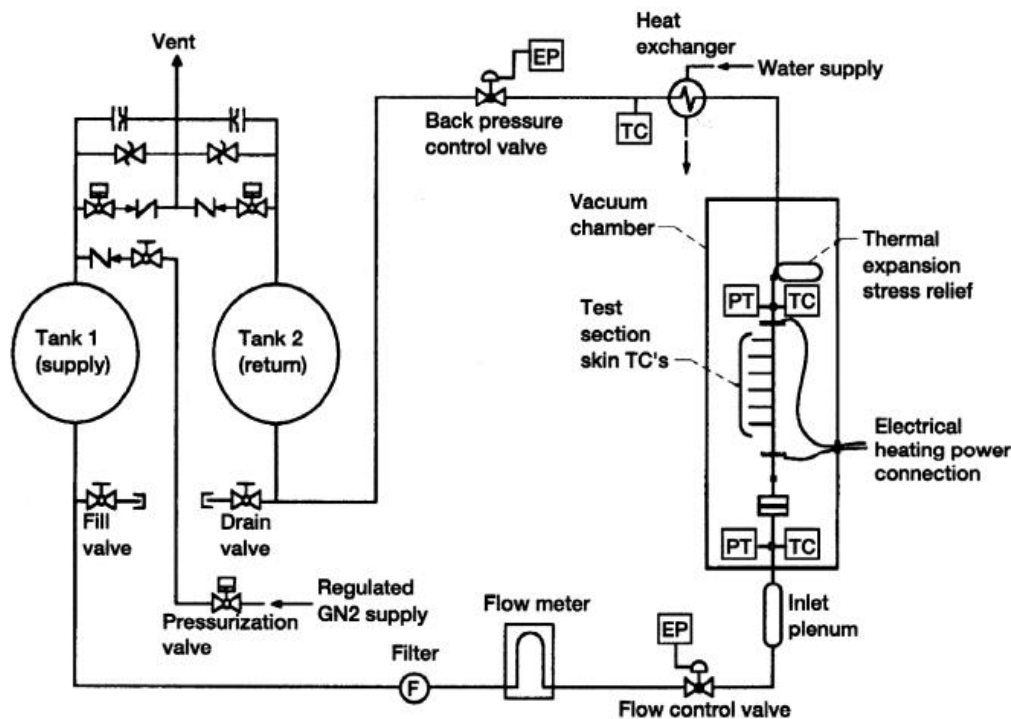 Vent
EP
Heat
exchanger
Water supply
Back pressure
control valve
TC
Vacuum
chamber
Thermal
expansion
stress relief
PT
TC
Tank 1
(supply)
Tank 2
(return)
Test
section
skin TC's
Electrical
heating power
connection
Fill
valve
Drain
valve
PT
TC
Regulated
GN2 supply
Pressurization
valve
Flow meter
Inlet
plenum
EP
Filter
F
Flow control valve